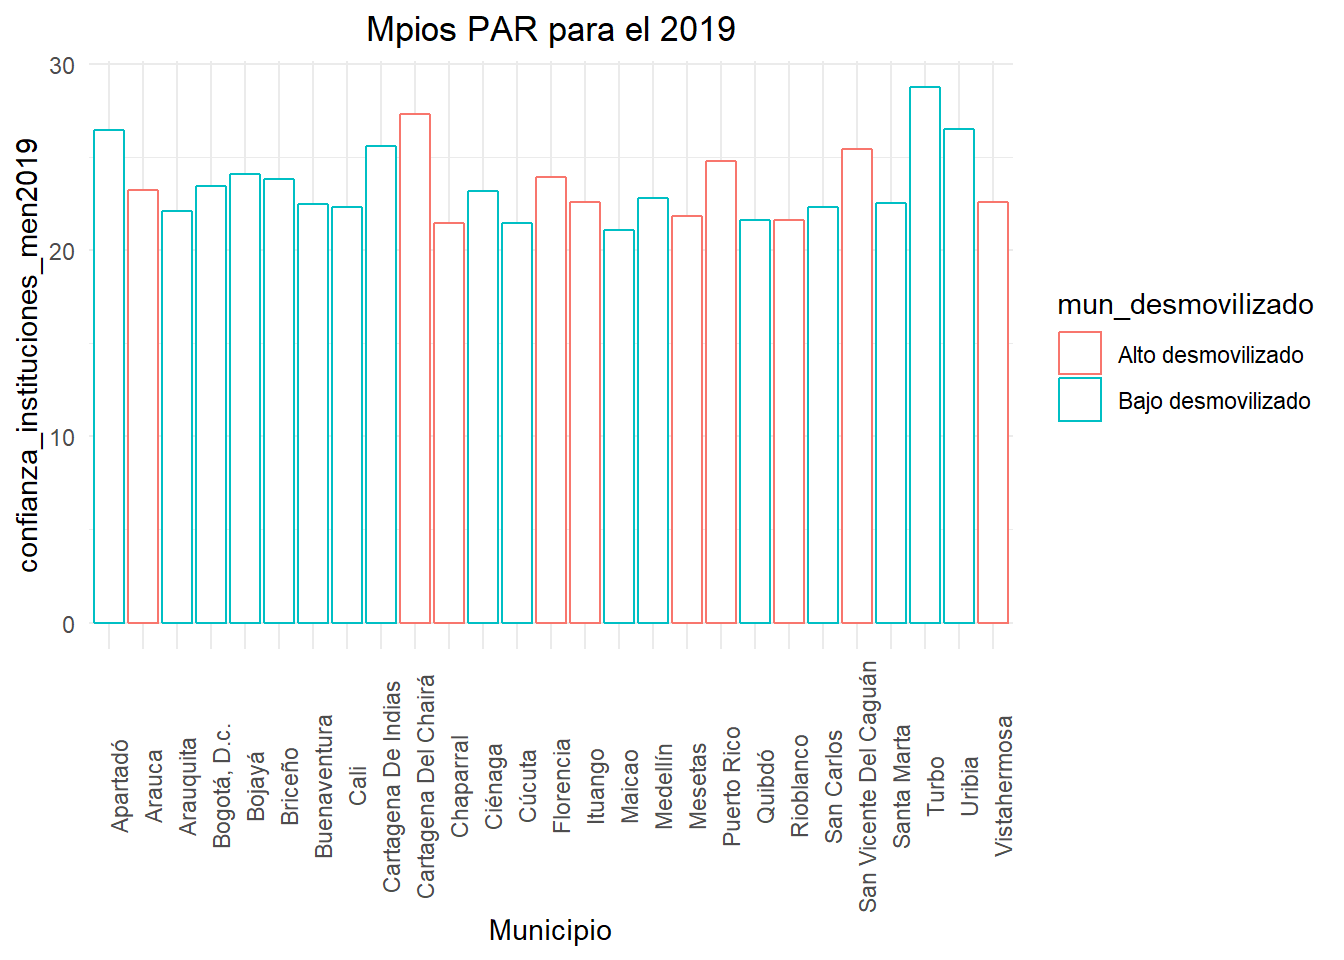 Mpios PAR para el 2019
confianza_instituciones_men2019
30
20
10
0
Apartadó
Arauca
Arauquita
Bogotá, D.c.
Bojayá
Briceño
Buenaventura
Cali
Cartagena De Indias
Cartagena Del Chairá
Chaparral
Ciénaga
Cúcuta
Florencia
Ituango
Maicao
Medellín
Mesetas
Puerto Rico
Quibdó
Rioblanco
San Carlos
San Vicente Del Caguán
Santa Marta
Turbo
Uribia
Vistahermosa
Municipio
mun_desmovilizado
Alto desmovilizado
Bajo desmovilizado